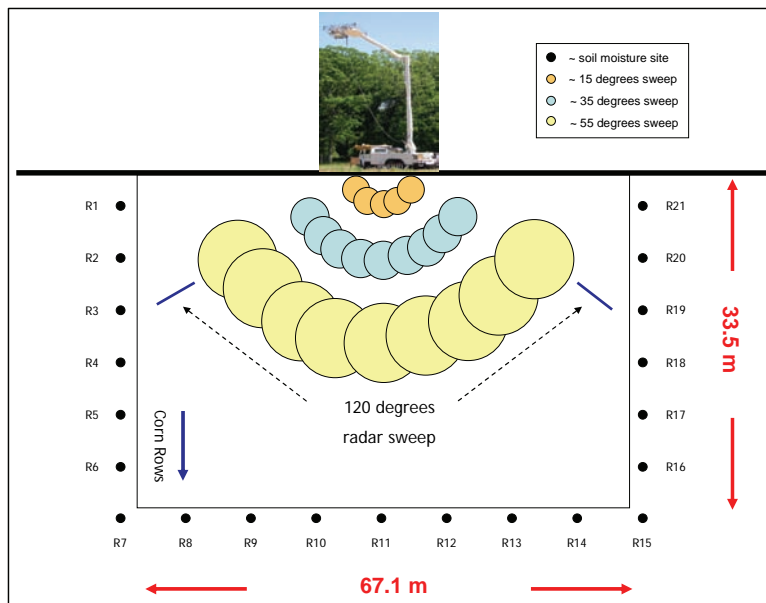 ~ soil moisture site
~ 15 degrees sweep
~ 35 degrees sweep
~ 55 degrees sweep
R1
R21
R2
R20
R3
R19
33.5 m
R4
R18
120 degrees
radar sweep
Corn Rows
R5
R17
R6
R16
R7
R8
R9
R10
R11
R12
R13
R14
R15
67.1 m